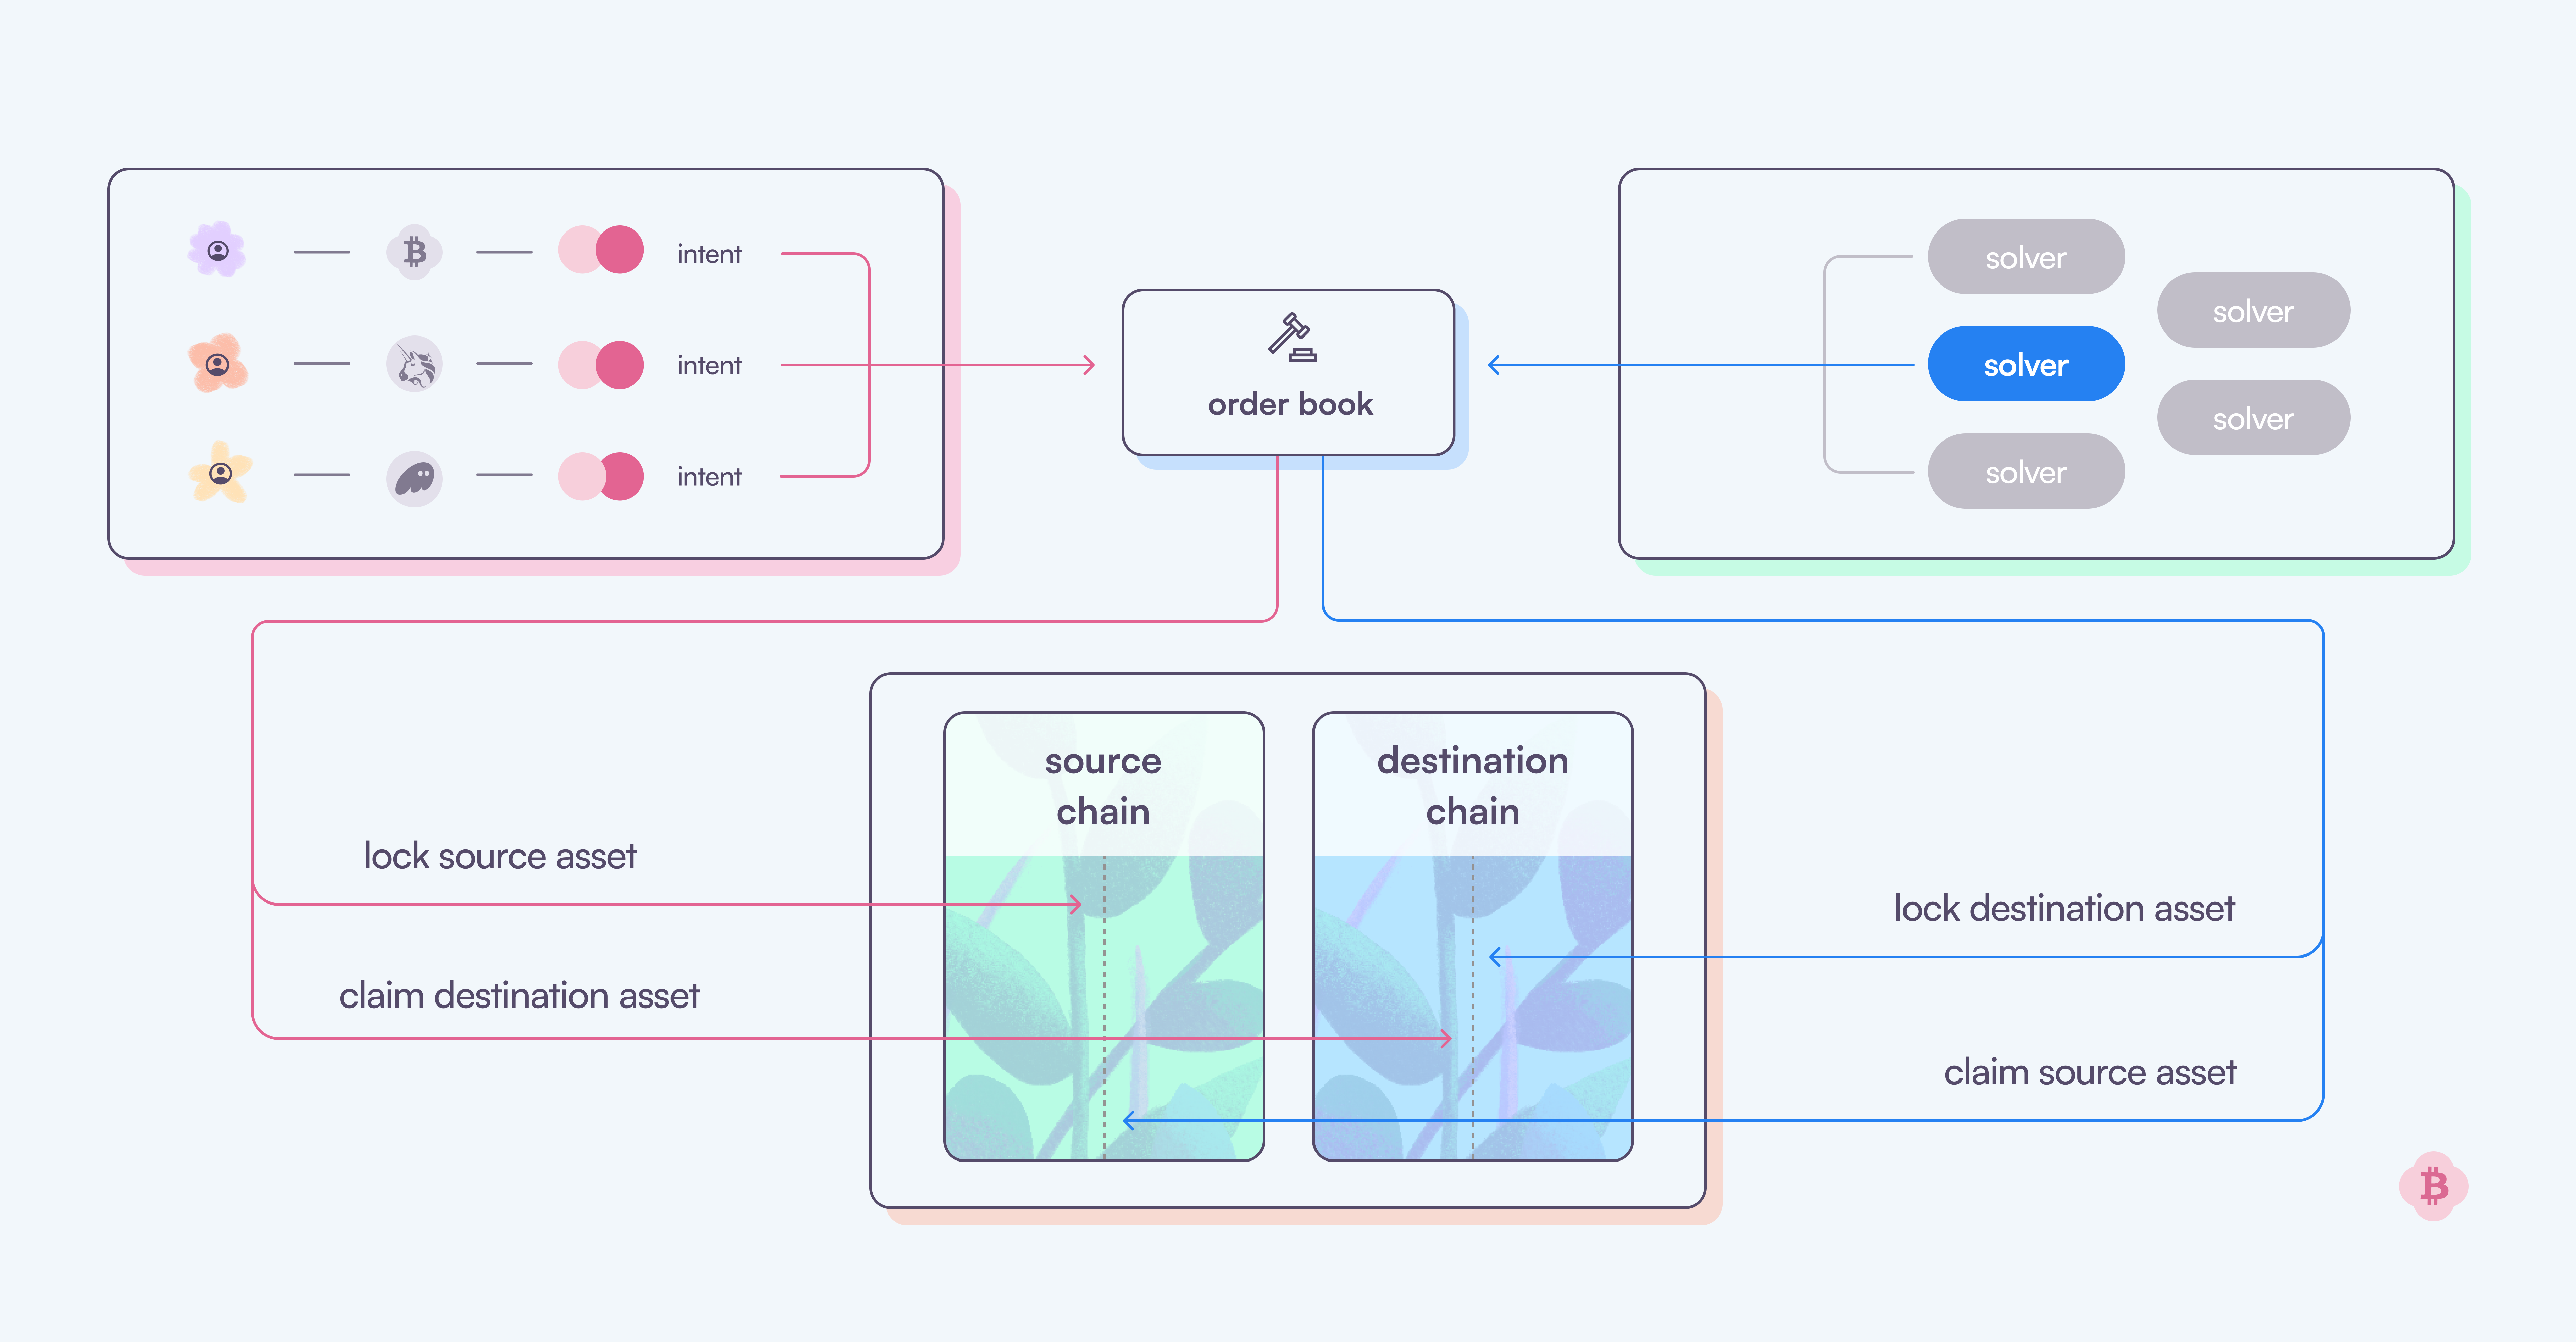 intent
intent
intent
order book
solver
solver
solver
solver
solver
source
chain
destination
chain
lock source asset
claim destination asset
lock destination asset
claim source asset